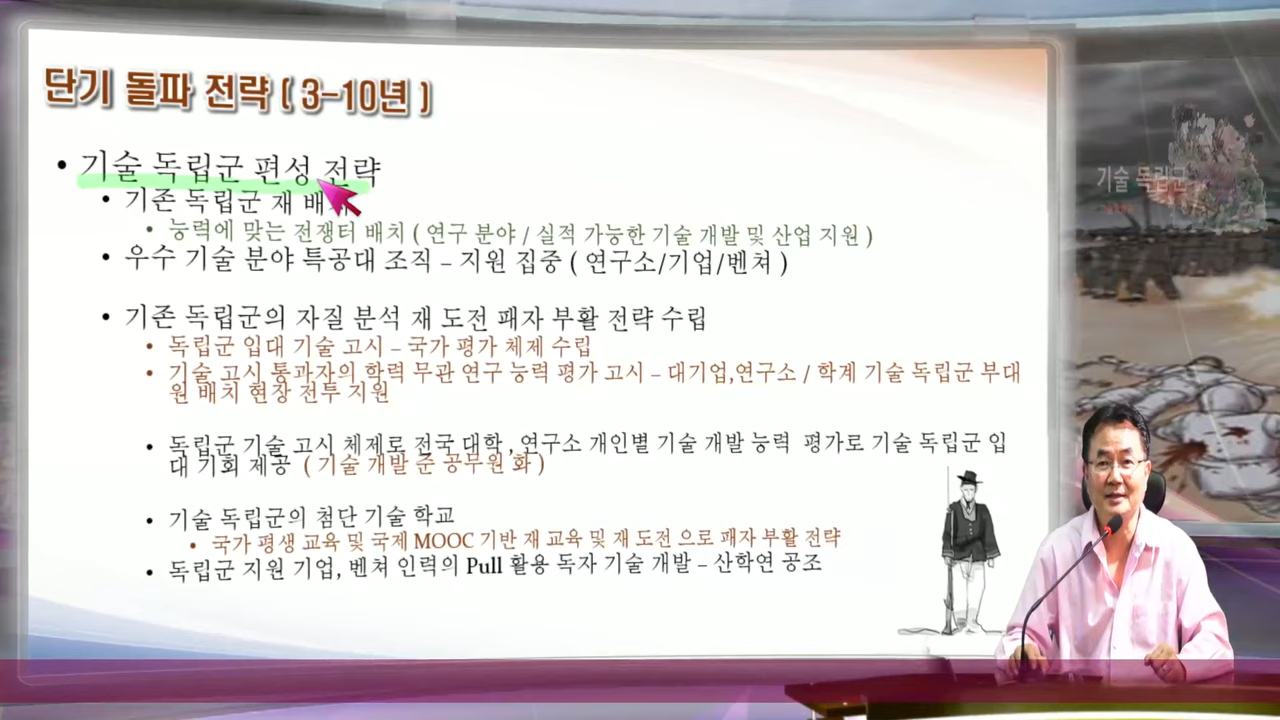 단기 돌파 전략 ( 3-10년 )
• 기술 독립군 편성 전략
• 기존 독립군 재 배치
• 능력에 맞는 전쟁터 배치 ( 연구 분야 / 실적 가능한 기술 개발 및 산업 지원 )
• 우수 기술 분야 특공대 조직 – 지원 집중 ( 연구소/기업/벤쳐 )
• 기존 독립군의 자질 분석 재 도전 패자 부활 전략 수립
• 독립군 입대 기술 고시 – 국가 평가 체제 수립
• 기술 고시 통과자의 학력 무관 연구 능력 평가 고시 – 대기업,연구소 / 학계 기술 독립군 부대
원 배치 현장 전투 지원
• 독립군 기술 고시 체제로 전국 대학 , 연구소 개인별 기술 개발 능력 평가로 기술 독립군 입
대 기회 제공 ( 기술 개발 준 공무원 화 )
• 기술 독립군의 첨단 기술 학교
• 국가 평생 교육 및 국제 MOOC 기반 재 교육 및 재 도전 으로 패자 부활 전략
• 독립군 지원 기업, 벤쳐 인력의 Pull 활용 독자 기술 개발 – 산학연 공조
기술 독립군